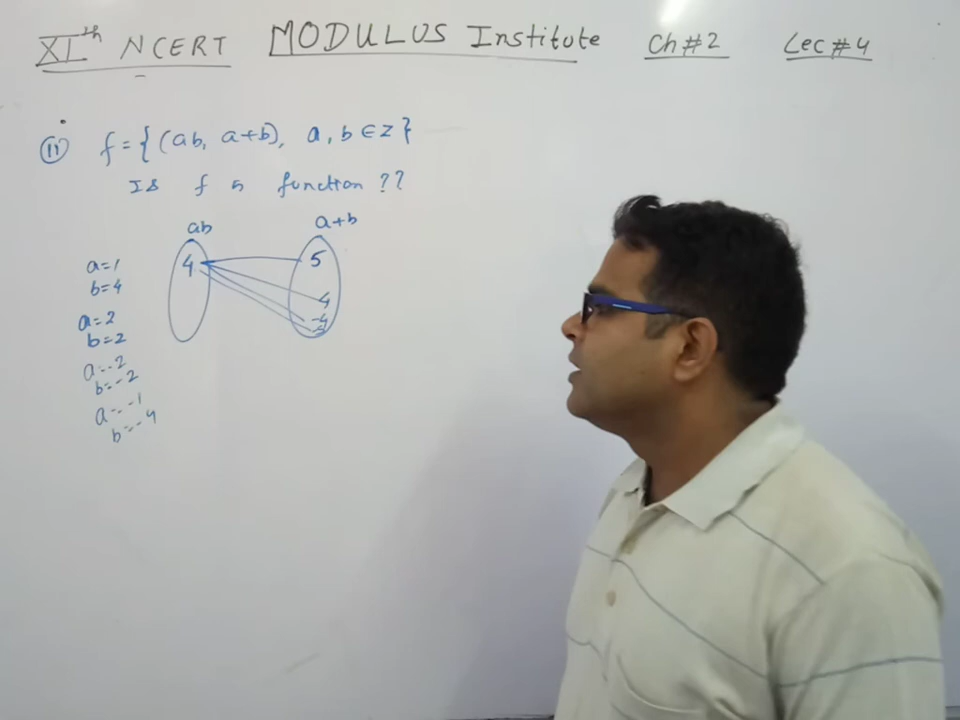 XIth NCERT MODULUS Institute Ch#2 Lec#4
11) f={(ab, a+b), a,b∈Z}
Is f a function ??
ab a+b
4 5
4
-4
a=1
b=4
a=2
b=2
a=-2
b=-2
a=-1
b=-4